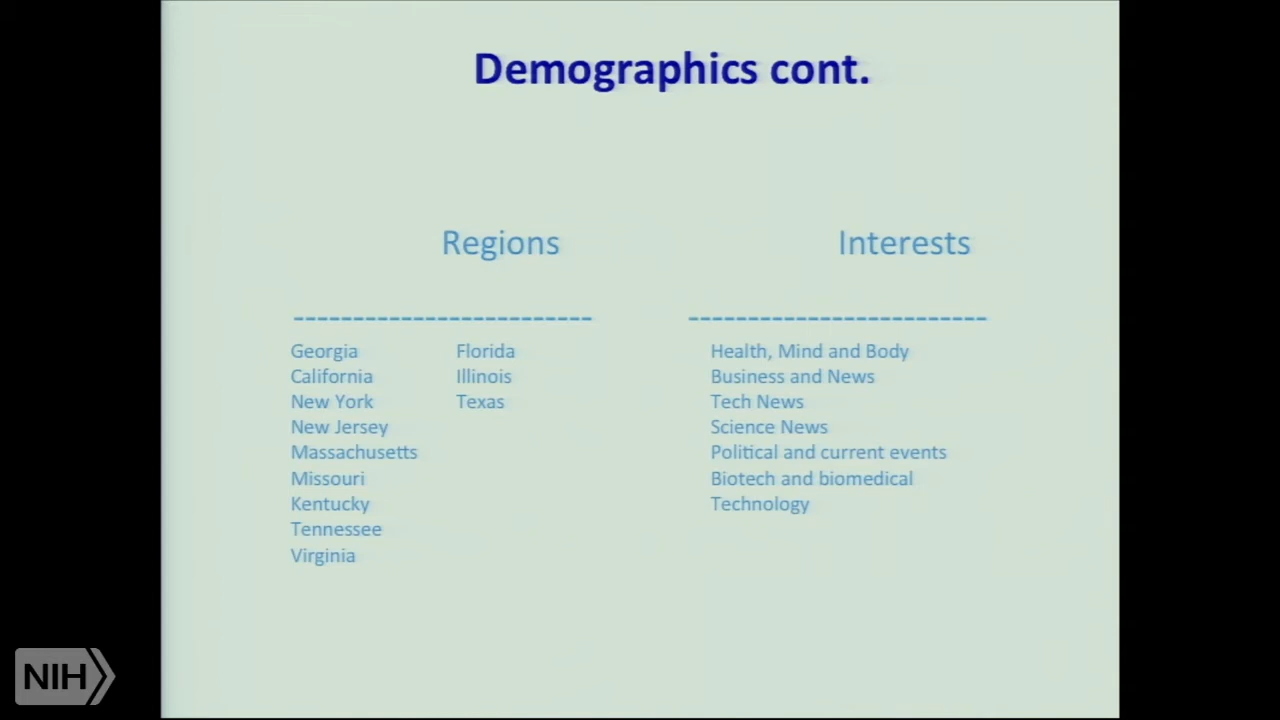 Demographics cont.
Regions
-------------------------
Georgia
California
New York
New Jersey
Massachusetts
Missouri
Kentucky
Tennessee
Virginia
Florida
Illinois
Texas
Interests
-------------------------
Health, Mind and Body
Business and News
Tech News
Science News
Political and current events
Biotech and biomedical
Technology
NIH